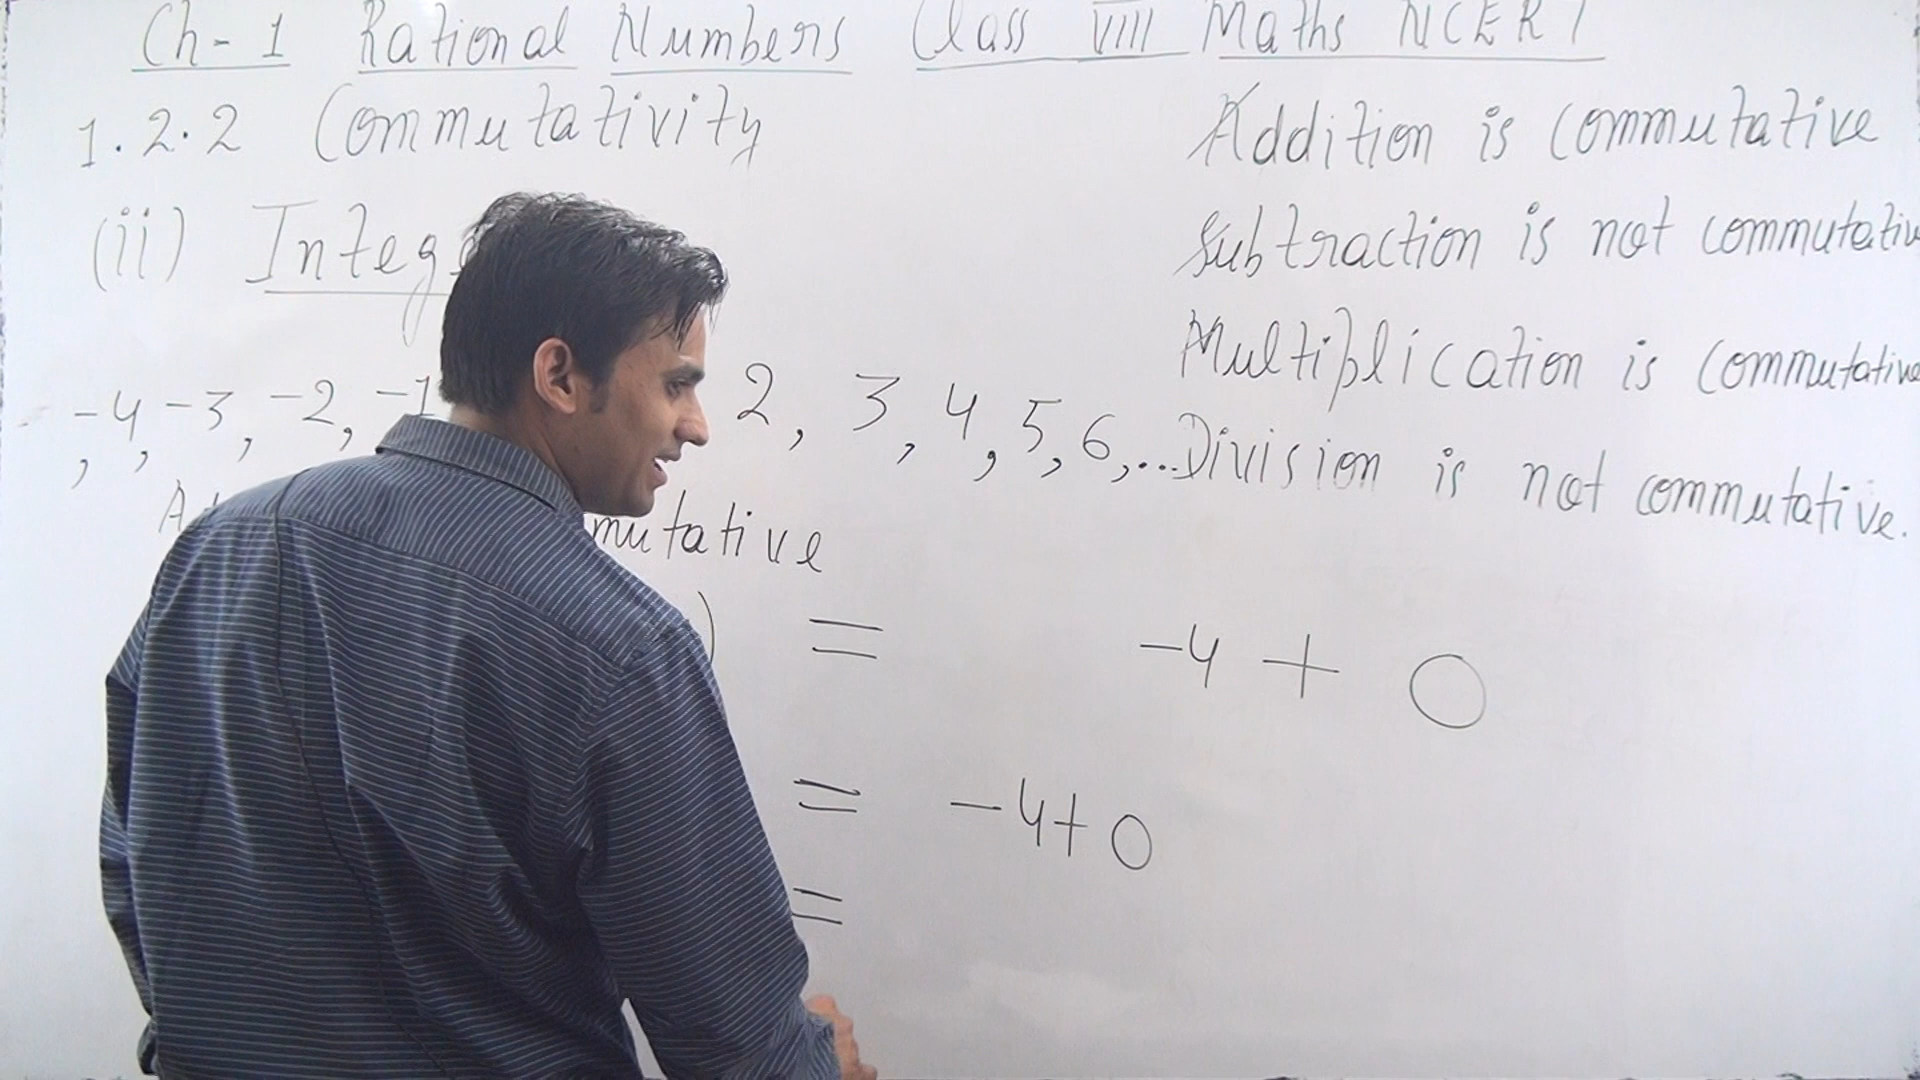 Ch-1 Rational Numbers Class VIII Maths NCERT
1.2.2 Commutativity
(ii) Integ
, -4, -3, -2, -1 2, 3, 4, 5, 6, ...
mutative
) = -4 + 0
= -4+0
=
Addition is commutative
Subtraction is not commutativ
Multiplication is commutative
Division is not commutative.